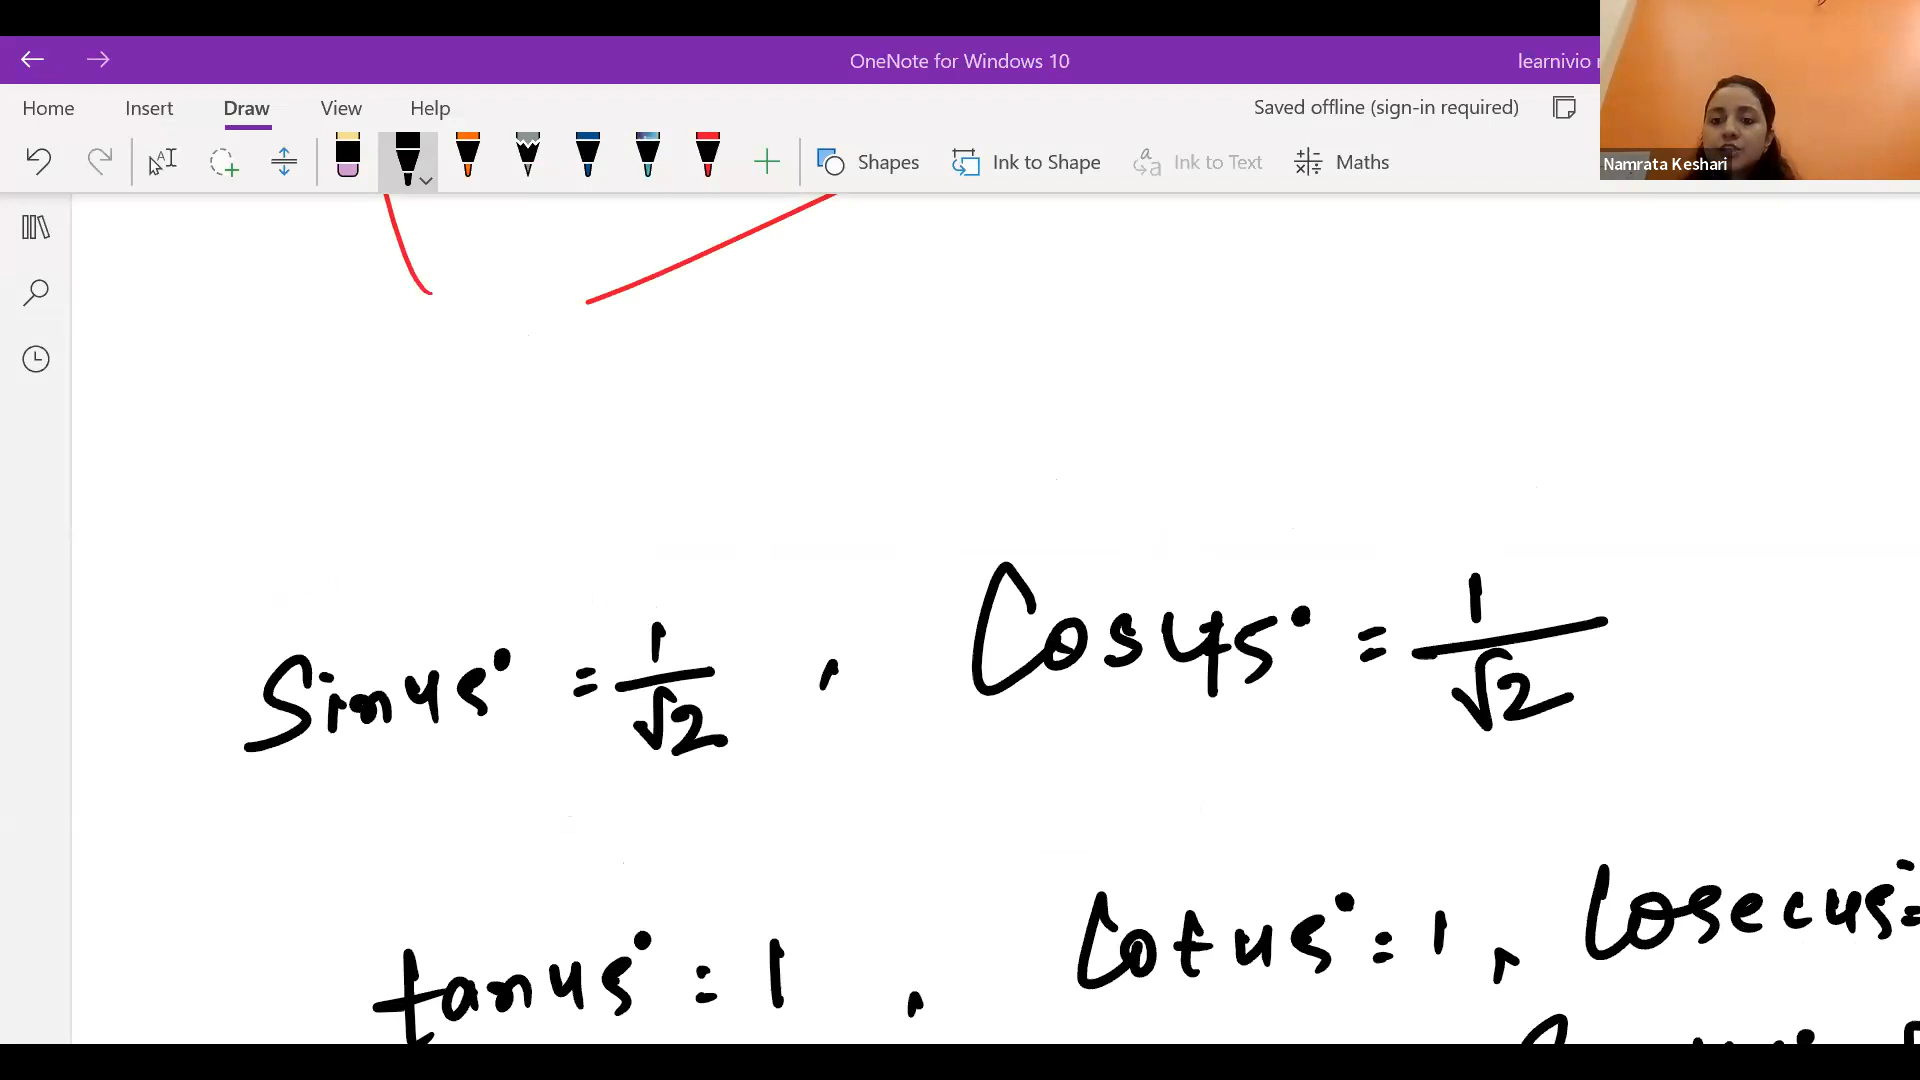 OneNote for Windows 10
learnivio
Home Insert Draw View Help
Saved offline (sign-in required)
Shapes Ink to Shape Ink to Text Maths
Namrata Keshari
Sin45° = 1/√2 , Cos45° = 1/√2
tan45° = 1 , Cot45° = 1 , Cosec45° =